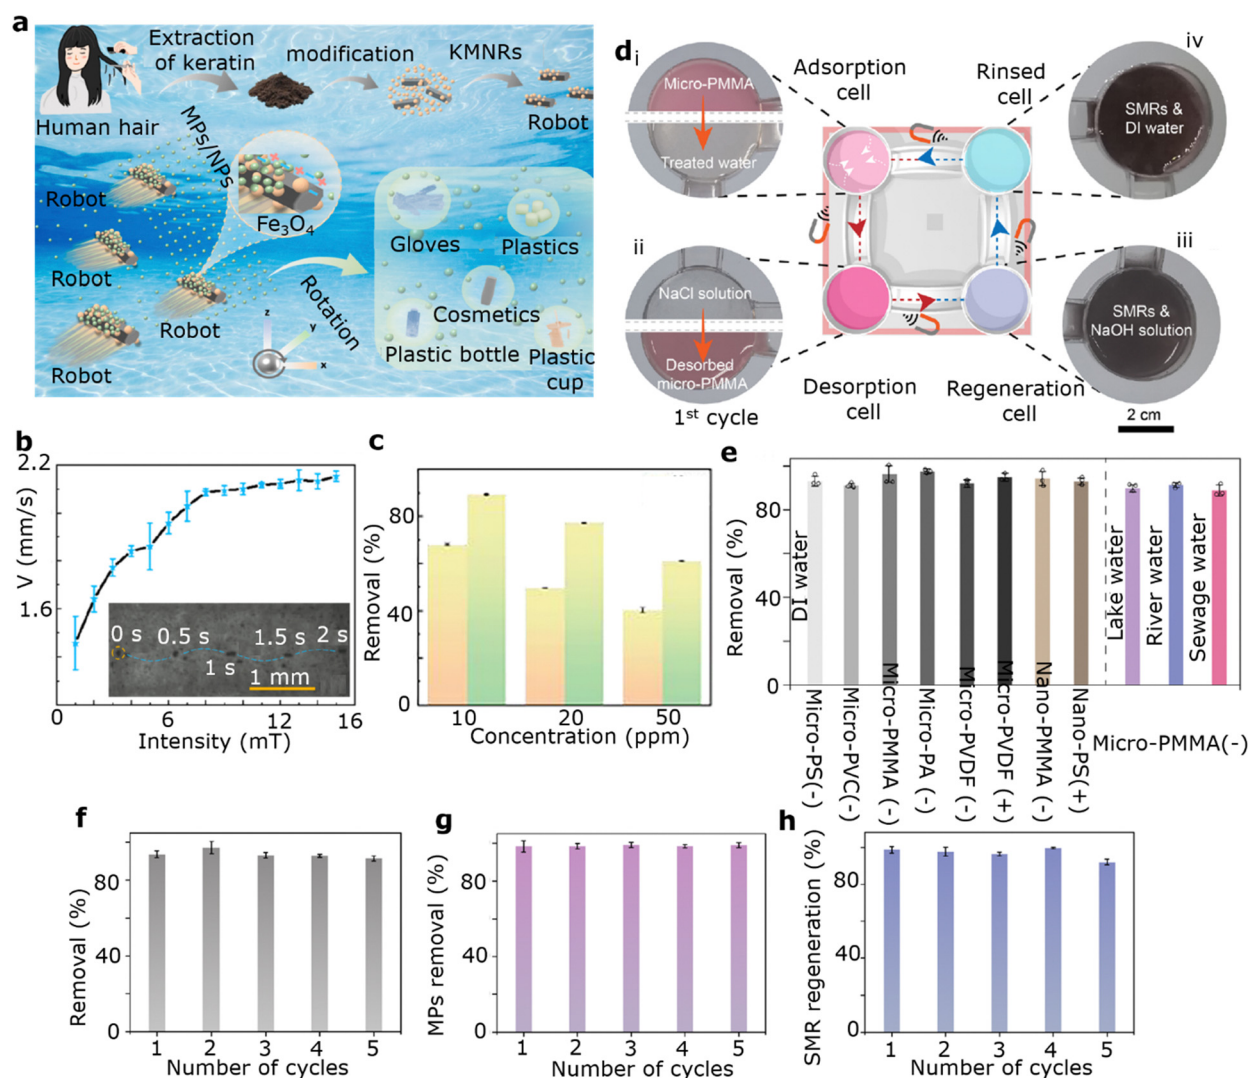 a
Extraction
of keratin
modification
KMNRs
Human hair
Robot
MPs/NPs
Robot
Fe3O4
Robot
Robot
Robot
Rotation
z
y
x
Gloves
Plastics
Cosmetics
Plastic bottle
Plastic
cup
b
2.2
1.6
V (mm/s)
0 s
0.5 s
1 s
1.5 s
2 s
1 mm
0
6
12
16
Intensity (mT)
c
80
40
0
Removal (%)
10
20
50
Concentration (ppm)
d
i
Micro-PMMA
Treated water
Adsorption
cell
Rinsed
cell
iv
SMRs &
DI water
ii
NaCl solution
Desorbed
micro-PMMA
1st cycle
Desorption
cell
Regeneration
cell
iii
SMRs &
NaOH solution
2 cm
e
80
40
0
Removal (%)
DI water
Lake water
River water
Sewage water
Micro-PS(-)
Micro-PVC(-)
Micro-PMMA (-)
Micro-PA (-)
Micro-PVDF (-)
Micro-PVDF (+)
Nano-PMMA (-)
Nano-PS(+)
Micro-PMMA(-)
f
80
40
0
Removal (%)
1
2
3
4
5
Number of cycles
g
80
40
0
MPs removal (%)
1
2
3
4
5
Number of cycles
h
80
40
0
SMR regeneration (%)
1
2
3
4
5
Number of cycles